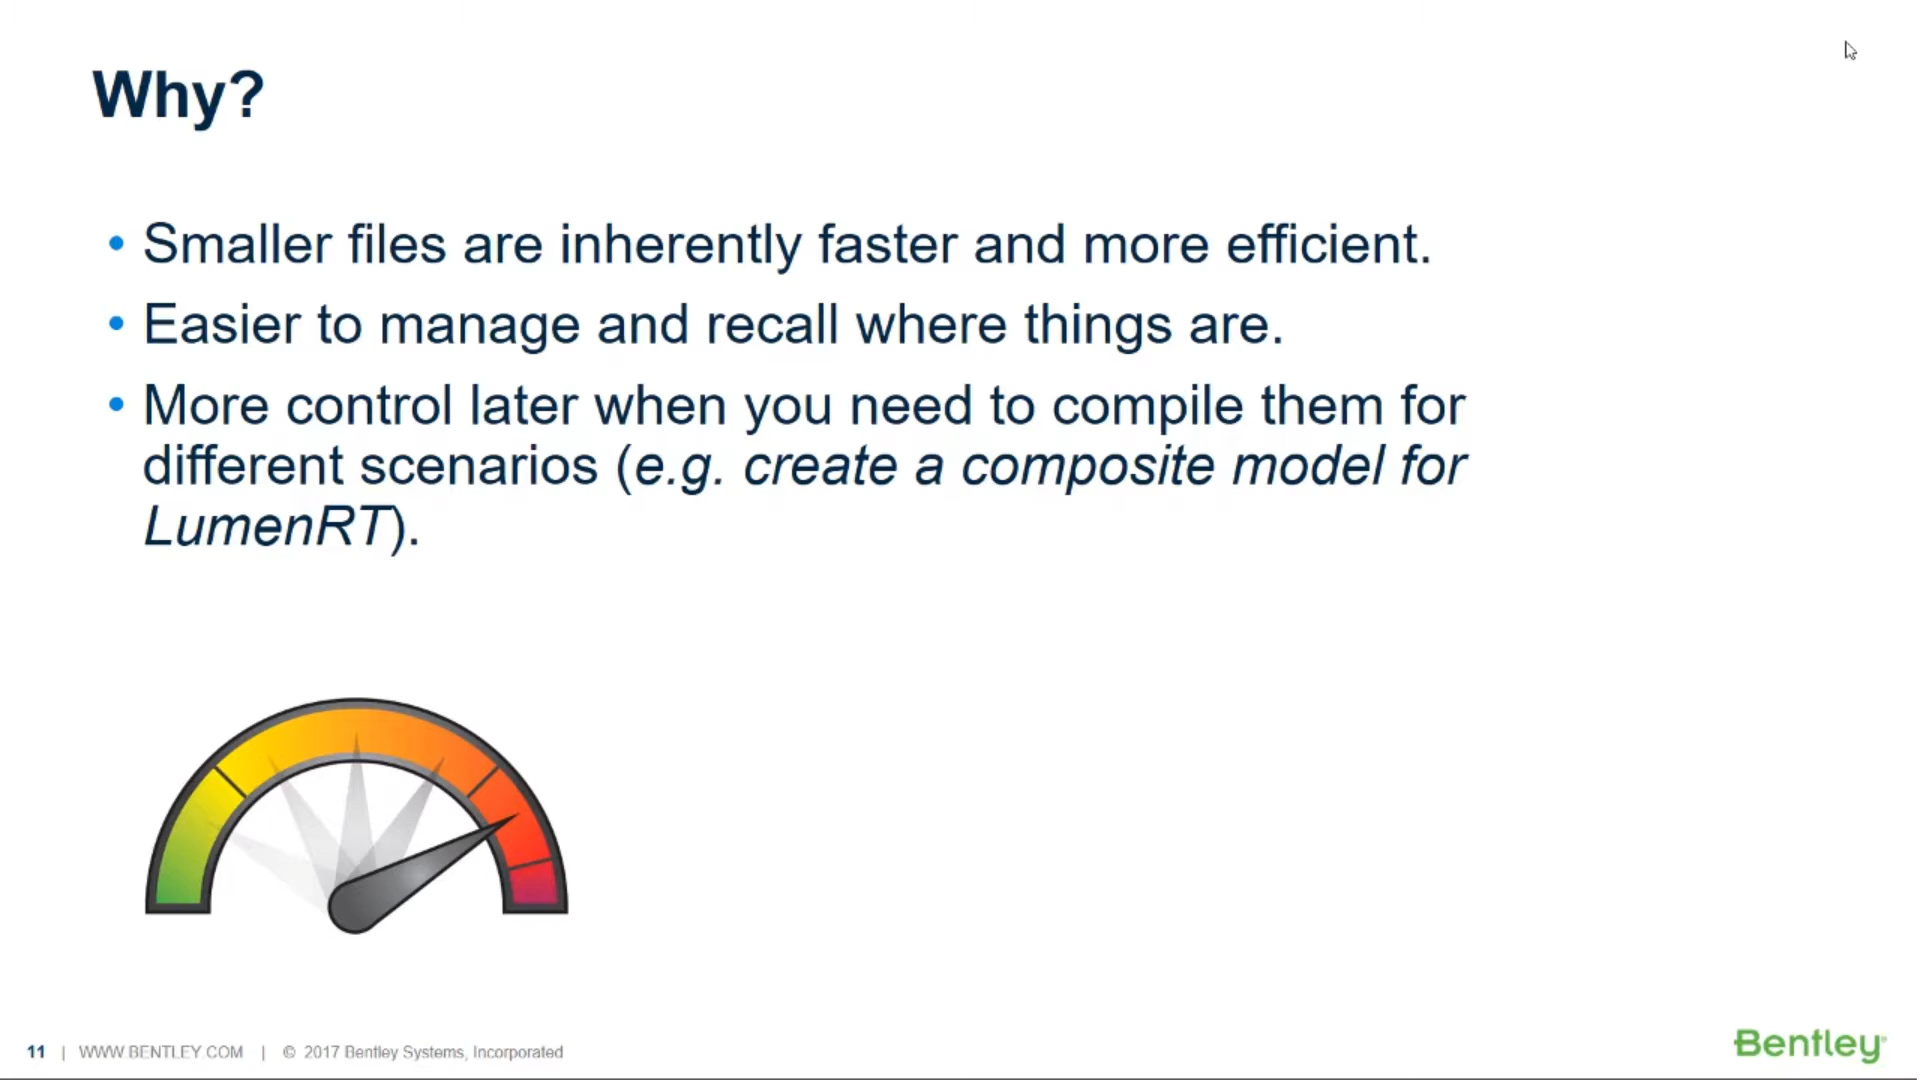 Why?
• Smaller files are inherently faster and more efficient.
• Easier to manage and recall where things are.
• More control later when you need to compile them for
different scenarios (e.g. create a composite model for
LumenRT).
11 | WWW.BENTLEY.COM | © 2017 Bentley Systems, Incorporated
Bentley®